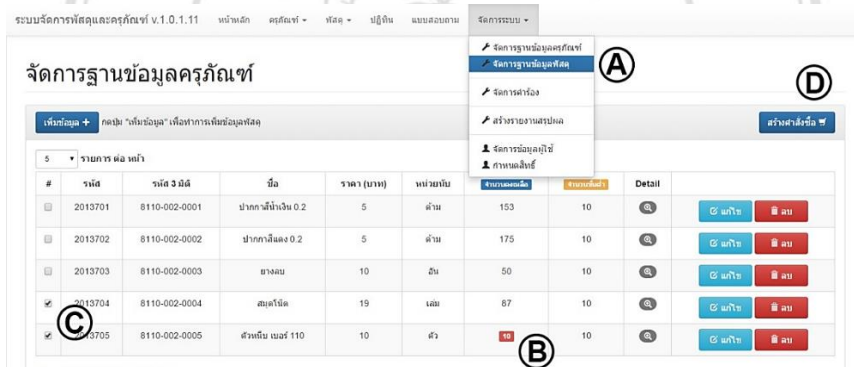 ระบบจัดการพัสดุและครุภัณฑ์ v.1.0.1.11 หน้าหลัก ครุภัณฑ์ พัสดุ ปฏิทิน แบบสอบถาม จัดการระบบ
จัดการฐานข้อมูลครุภัณฑ์
จัดการฐานข้อมูลพัสดุ
จัดการคำร้อง
สร้างรายงานสรุปผล
จัดการข้อมูลผู้ใช้
กำหนดสิทธิ์
A
จัดการฐานข้อมูลครุภัณฑ์
D
เพิ่มข้อมูล + กดปุ่ม "เพิ่มข้อมูล" เพื่อทำการเพิ่มข้อมูลพัสดุ
สร้างคำสั่งซื้อ
5 รายการ ต่อ หน้า
# รหัส รหัส 3 มิติ ชื่อ ราคา (บาท) หน่วยนับ จำนวนคงเหลือ จำนวนขั้นต่ำ Detail
2013701 8110-002-0001 ปากกาสีน้ำเงิน 0.2 5 ด้าม 153 10 แก้ไข ลบ
2013702 8110-002-0002 ปากกาสีแดง 0.2 5 ด้าม 175 10 แก้ไข ลบ
2013703 8110-002-0003 ยางลบ 10 อัน 50 10 แก้ไข ลบ
2013704 8110-002-0004 สมุดโน๊ต 19 เล่ม 87 10 แก้ไข ลบ
C
2013705 8110-002-0005 ตัวหนีบ เบอร์ 110 10 ตัว 10 10 แก้ไข ลบ
B